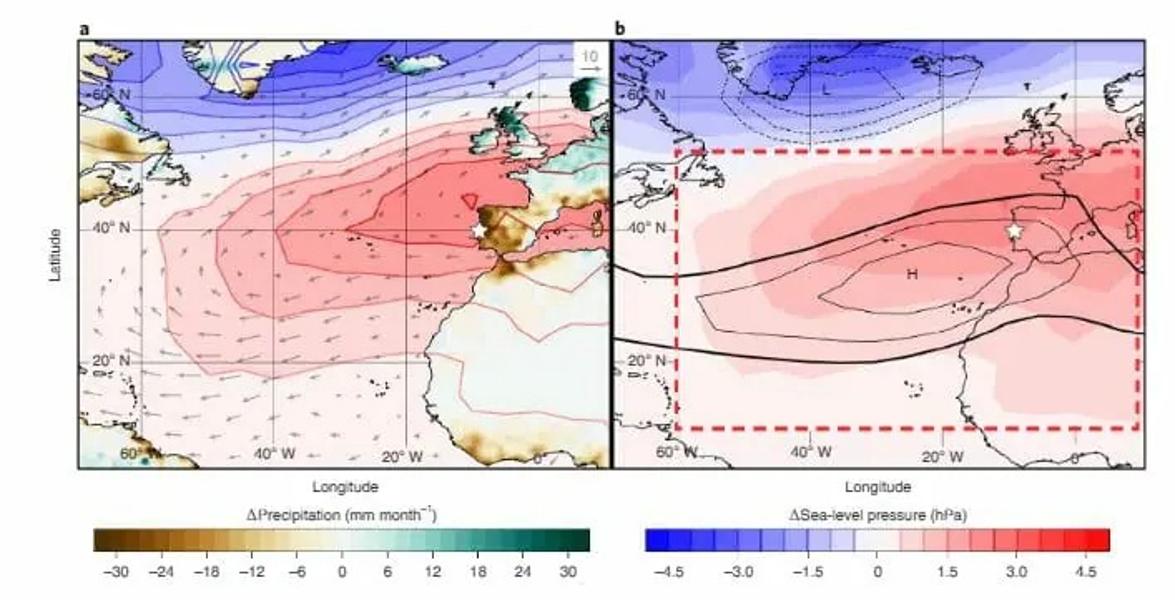 a
b
10
60° N
60° N
L
40° N
40° N
H
20° N
20° N
60° W
40° W
20° W
0°
60° W
40° W
20° W
0°
Latitude
Longitude
Longitude
ΔPrecipitation (mm month⁻¹)
ΔSea-level pressure (hPa)
–30 –24 –18 –12 –6 0 6 12 18 24 30
–4.5 –3.0 –1.5 0 1.5 3.0 4.5